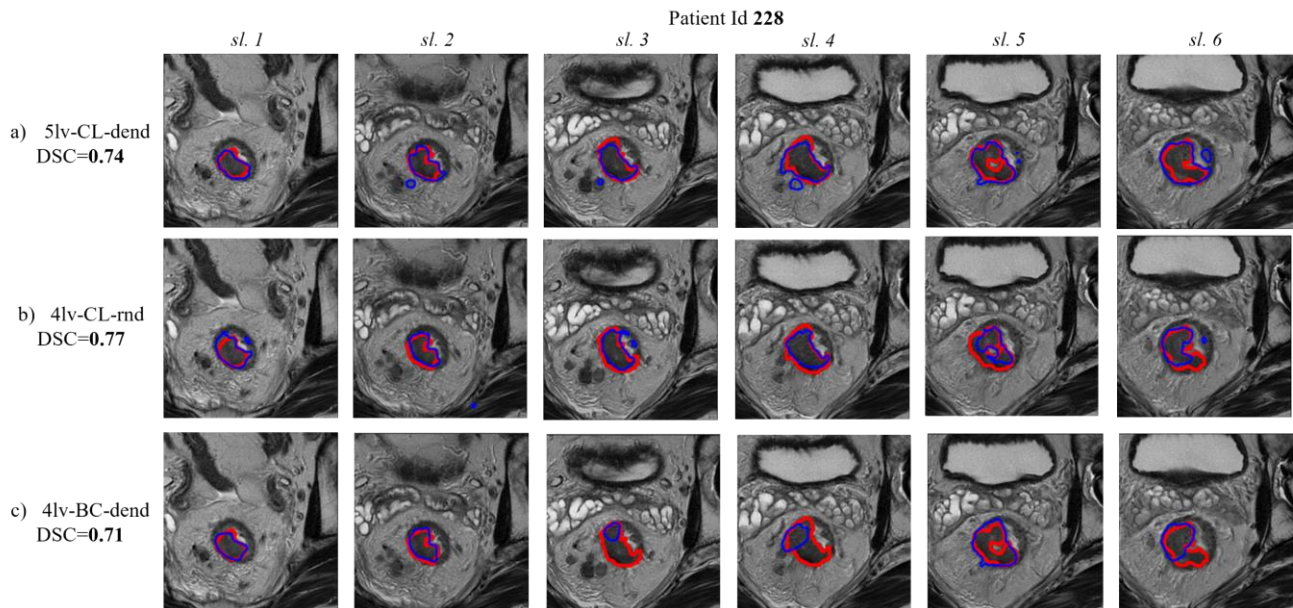 Patient Id 228
sl. 1 sl. 2 sl. 3 sl. 4 sl. 5 sl. 6
a) 5lv-CL-dend
DSC=0.74
b) 4lv-CL-rnd
DSC=0.77
c) 4lv-BC-dend
DSC=0.71